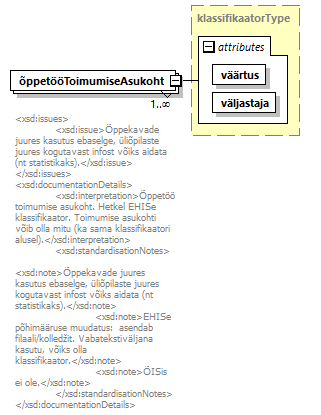 klassifikaatorType
attributes
õppetööToimumiseAsukoht
väärtus
väljastaja
1..∞
<xsd:issues>
<xsd:issue>Õppekavade
juures kasutus ebaselge, üliõpilaste
juures kogutavast infost võiks aidata
(nt statistikaks).</xsd:issue>
</xsd:issues>
<xsd:documentationDetails>
<xsd:interpretation>Õppetöö
toimumise asukoht. Hetkel EHISe
klassifikaator. Toimumise asukohti
võib olla mitu (ka sama klassifikaatori
alusel).</xsd:interpretation>
<xsd:standardisationNotes>
<xsd:note>Õppekavade juures
kasutus ebaselge, üliõpilaste juures
kogutavast infost võiks aidata (nt
statistikaks).</xsd:note>
<xsd:note>EHISe
põhimääruse muudatus: asendab
filiaali/kolledžit. Vabatekstiväljana
kasutu, võiks olla
klassifikaator.</xsd:note>
<xsd:note>ÕISis
ei ole.</xsd:note>
</xsd:standardisationNotes>
</xsd:documentationDetails>